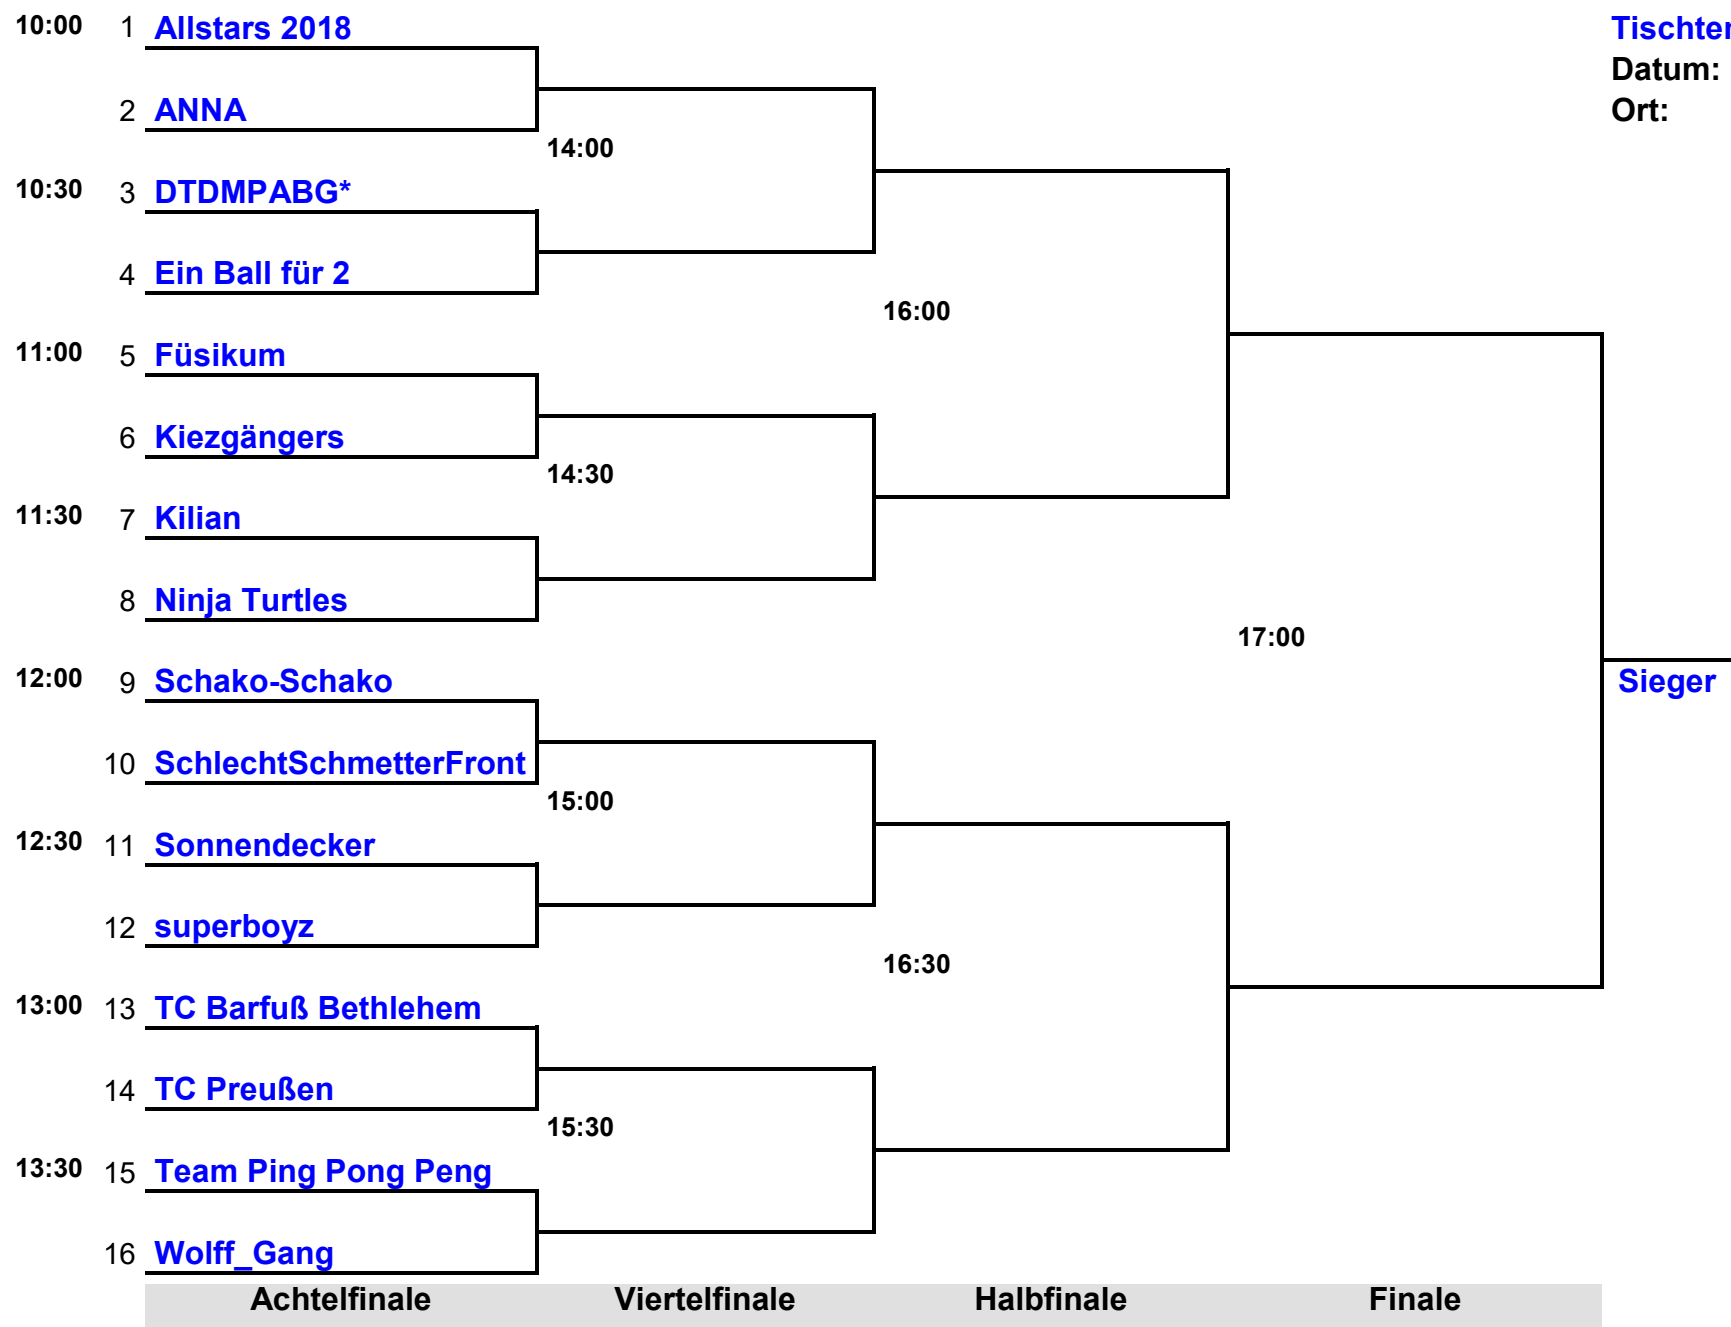 10:00 1 Allstars 2018
Datum:
2 ANNA
Ort:
14:00
10:30 3 DTDMPABG*
4 Ein Ball für 2
16:00
11:00 5 Füsikum
6 Kiezgängers
14:30
11:30 7 Kilian
8 Ninja Turtles
17:00
12:00 9 Schako-Schako
Sieger
10 SchlechtSchmetterFront
15:00
12:30 11 Sonnendecker
12 superboyz
16:30
13:00 13 TC Barfuß Bethlehem
14 TC Preußen
15:30
13:30 15 Team Ping Pong Peng
16 Wolff_Gang
Achtelfinale Viertelfinale Halbfinale Finale